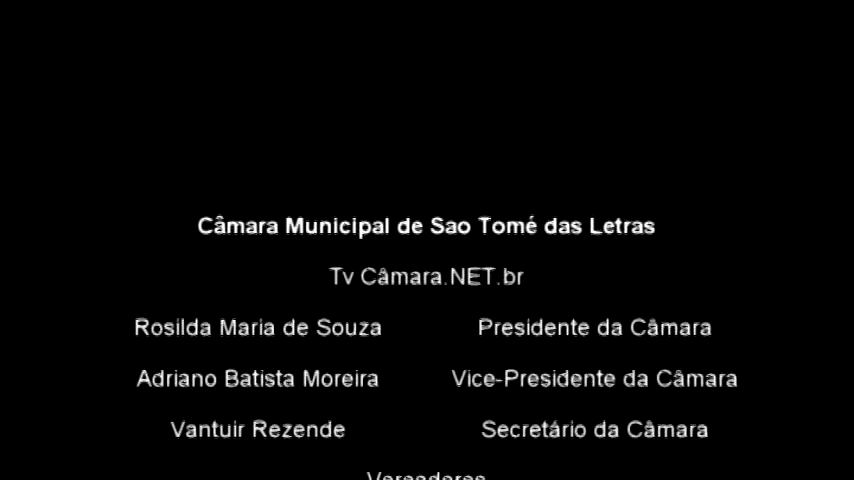 Câmara Municipal de Sao Tomé das Letras
Tv Câmara.NET.br
Rosilda Maria de Souza Presidente da Câmara
Adriano Batista Moreira Vice-Presidente da Câmara
Vantuir Rezende Secretário da Câmara
Vereadores